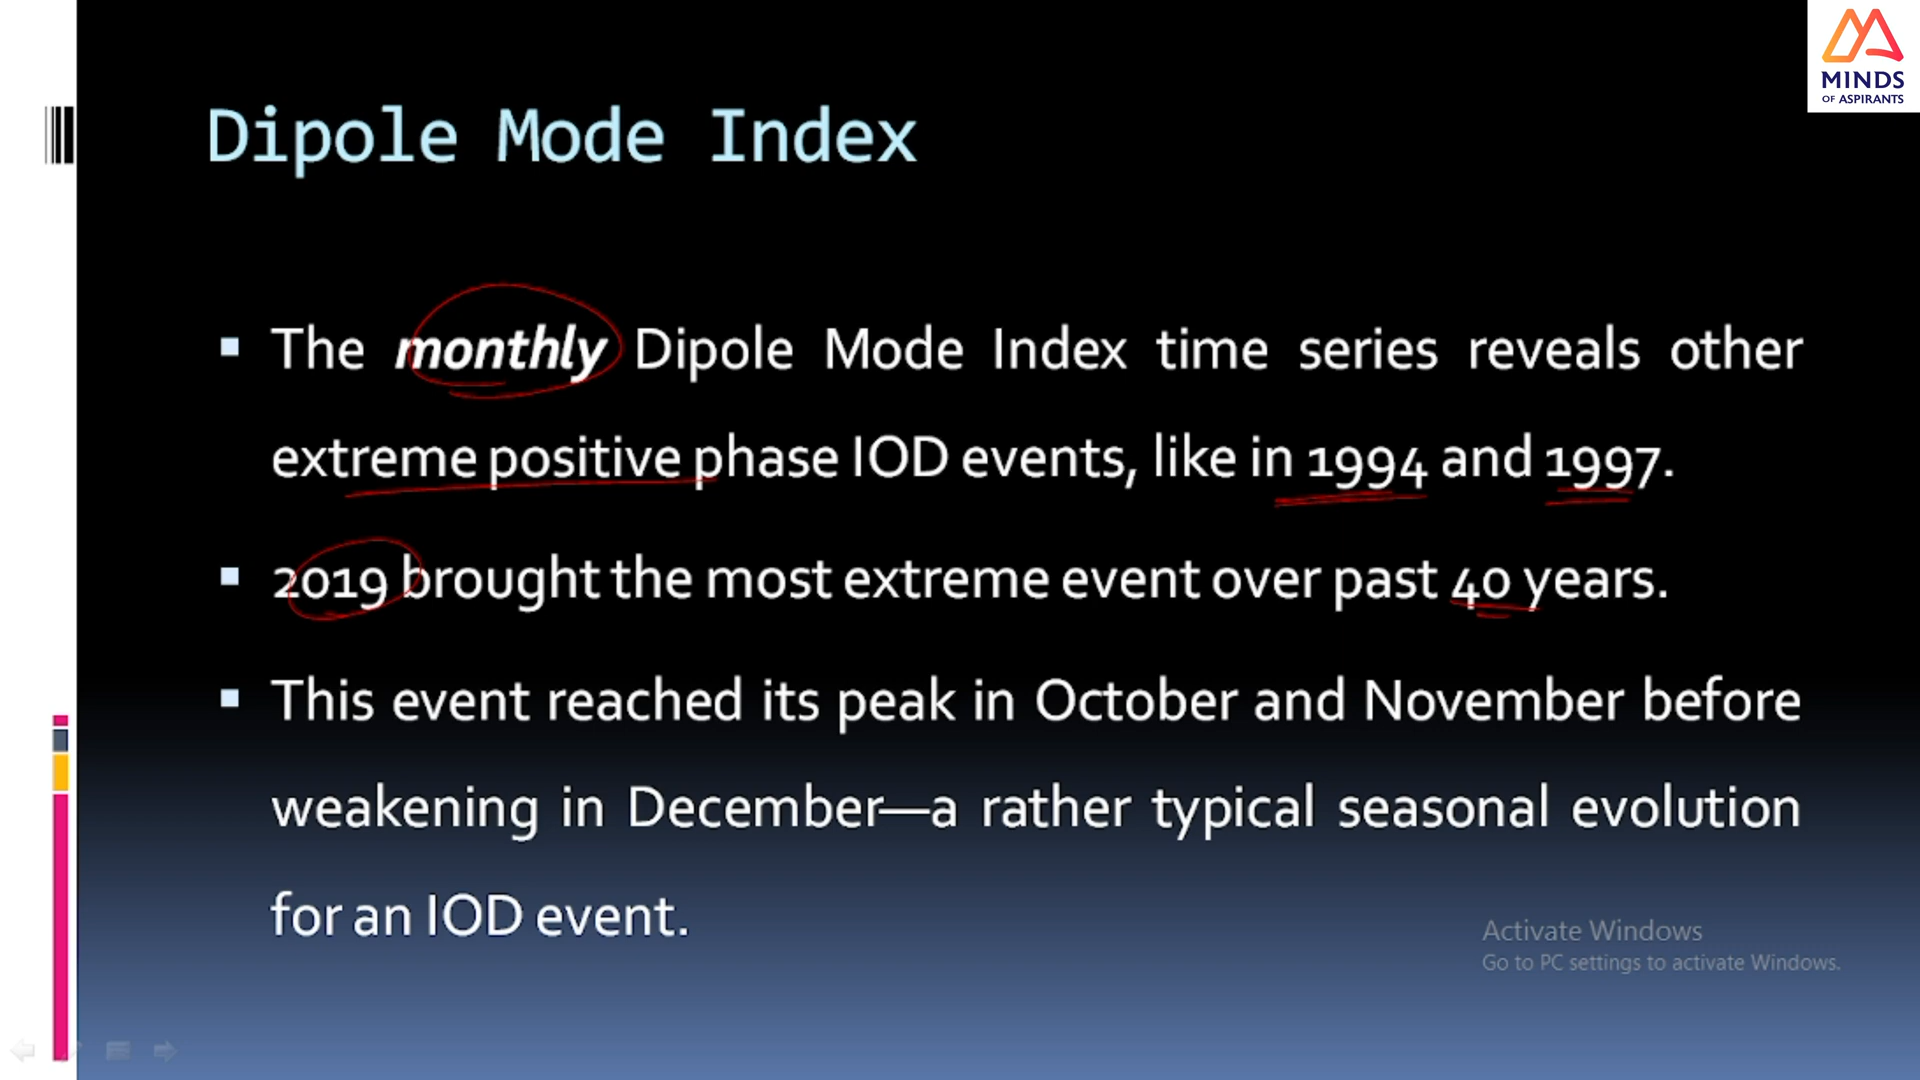 MINDS
OF ASPIRANTS
Dipole Mode Index
The monthly Dipole Mode Index time series reveals other
extreme positive phase IOD events, like in 1994 and 1997.
2019 brought the most extreme event over past 40 years.
This event reached its peak in October and November before
weakening in December—a rather typical seasonal evolution
for an IOD event.
Activate Windows
Go to PC settings to activate Windows.